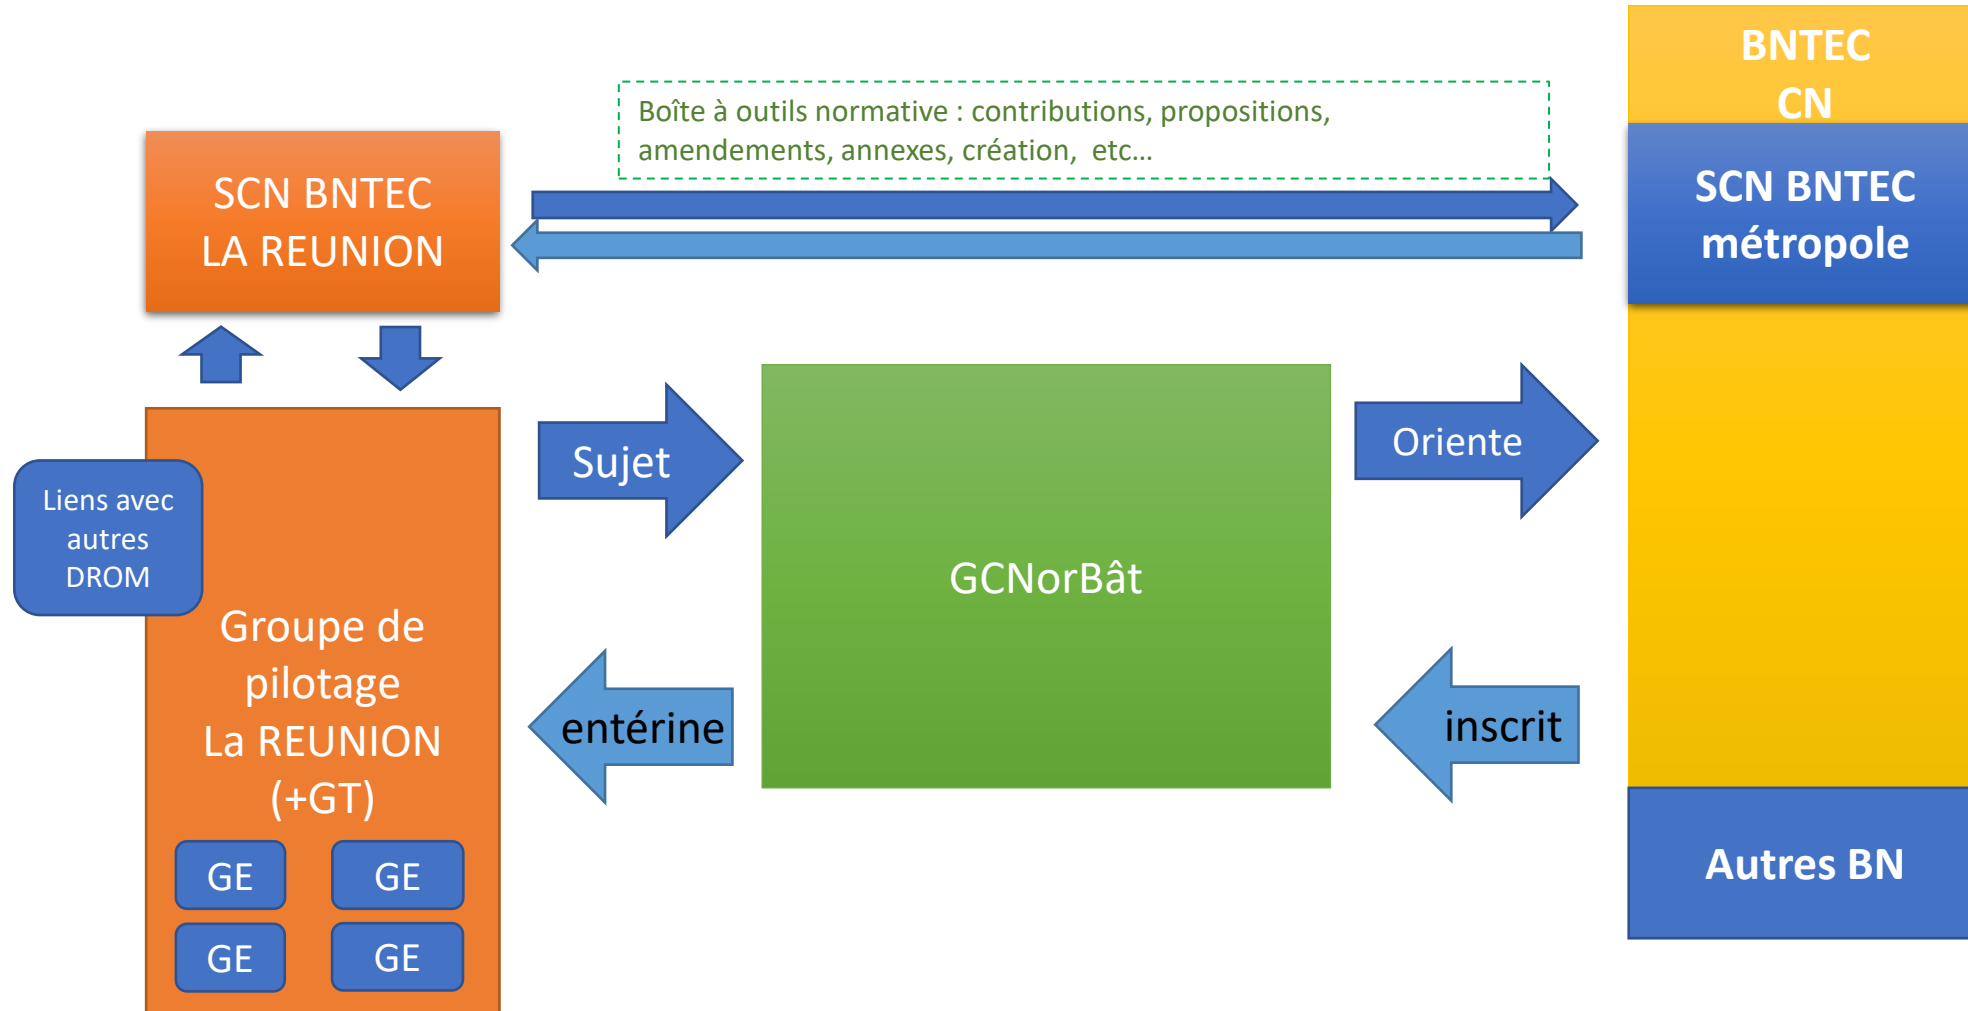 BNTEC
CN
Boîte à outils normative : contributions, propositions,
amendements, annexes, création, etc...
SCN BNTEC
LA REUNION
SCN BNTEC
métropole
Sujet
Oriente
Liens avec
autres
DROM
GCNorBât
Groupe de
pilotage
La REUNION
(+GT)
entérine
inscrit
GE
GE
GE
GE
Autres BN